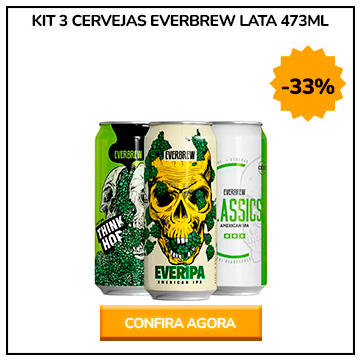 KIT 3 CERVEJAS EVERBREW LATA 473ML
-33%
EVERBREW
THINK
HOP
EVERBREW
EVERIPA
AMERICAN IPA
EVERBREW
LASSICS
AMERICAN IPA
CONFIRA AGORA